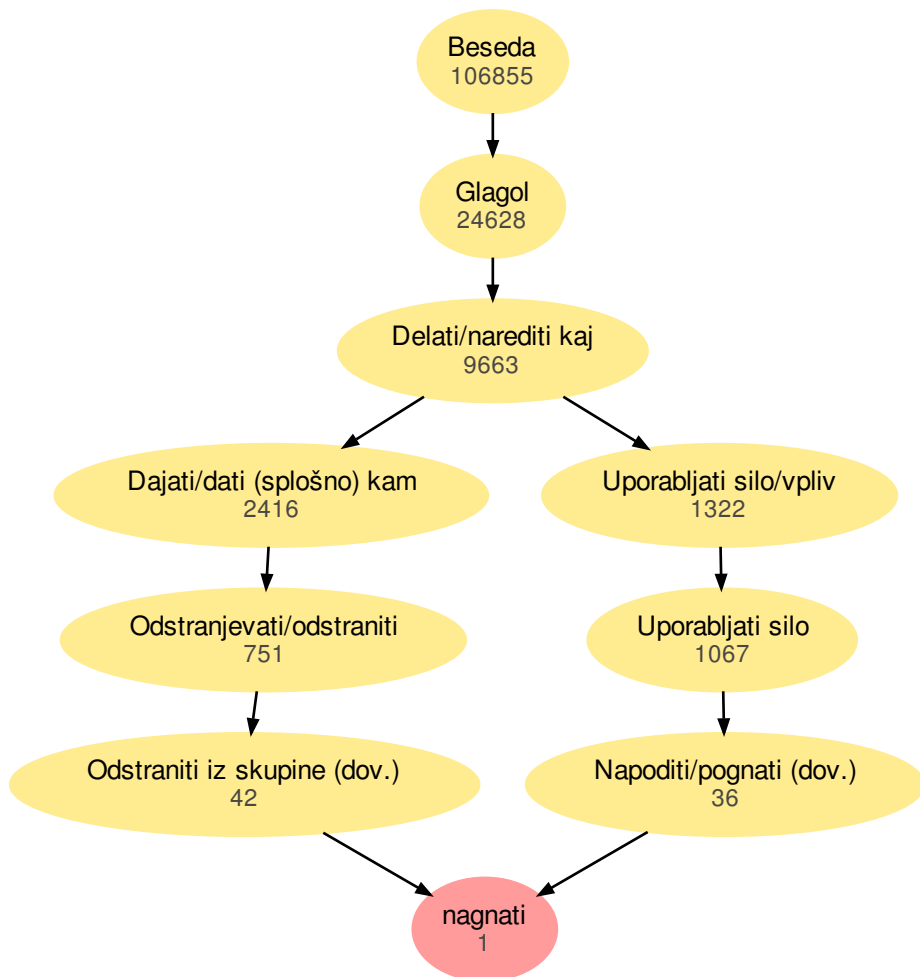 Beseda
106855
Glagol
24628
Delati/narediti kaj
9663
Dajati/dati (splošno) kam
2416
Uporabljati silo/vpliv
1322
Odstranjevati/odstraniti
751
Uporabljati silo
1067
Odstraniti iz skupine (dov.)
42
Napoditi/pognati (dov.)
36
nagnati
1